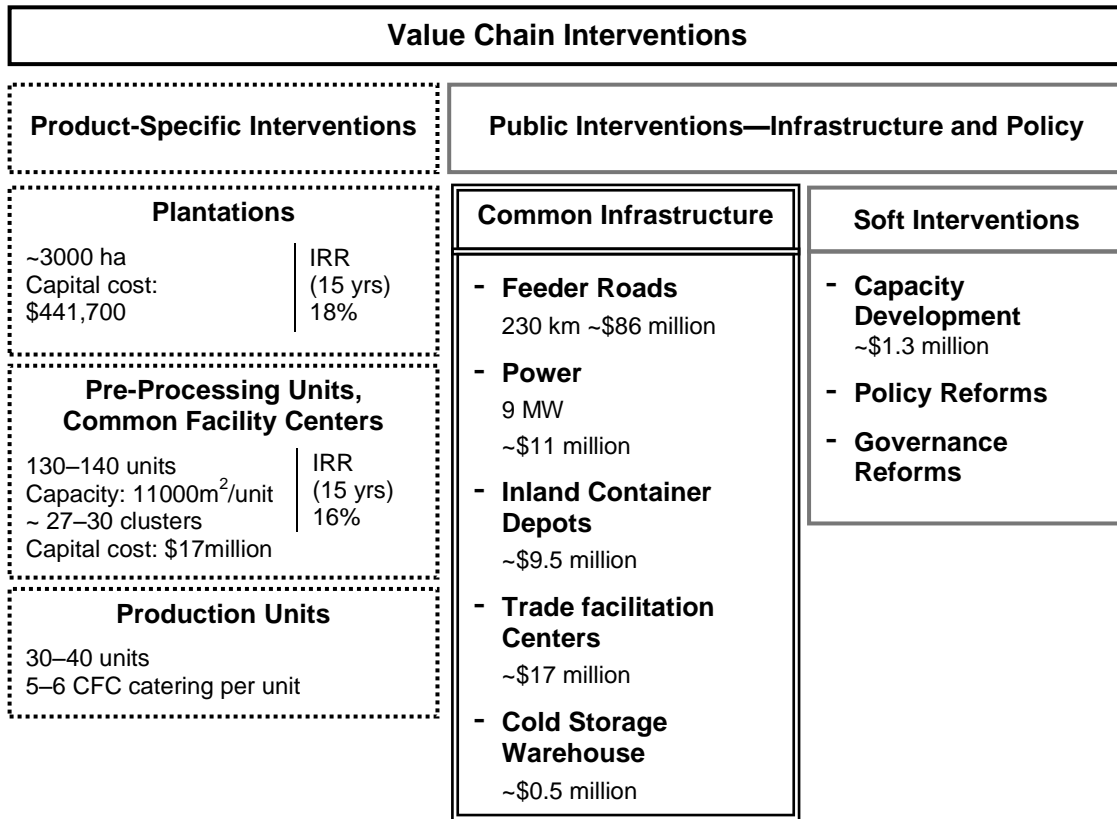 Value Chain Interventions
Product-Specific Interventions
Public Interventions—Infrastructure and Policy
Plantations
~3000 ha
Capital cost:
$441,700
IRR
(15 yrs)
18%
Pre-Processing Units,
Common Facility Centers
130–140 units
Capacity: 11000m²/unit
~ 27–30 clusters
Capital cost: $17million
IRR
(15 yrs)
16%
Production Units
30–40 units
5–6 CFC catering per unit
Common Infrastructure
- Feeder Roads
230 km ~$86 million
- Power
9 MW
~$11 million
- Inland Container
Depots
~$9.5 million
- Trade facilitation
Centers
~$17 million
- Cold Storage
Warehouse
~$0.5 million
Soft Interventions
- Capacity
Development
~$1.3 million
- Policy Reforms
- Governance
Reforms